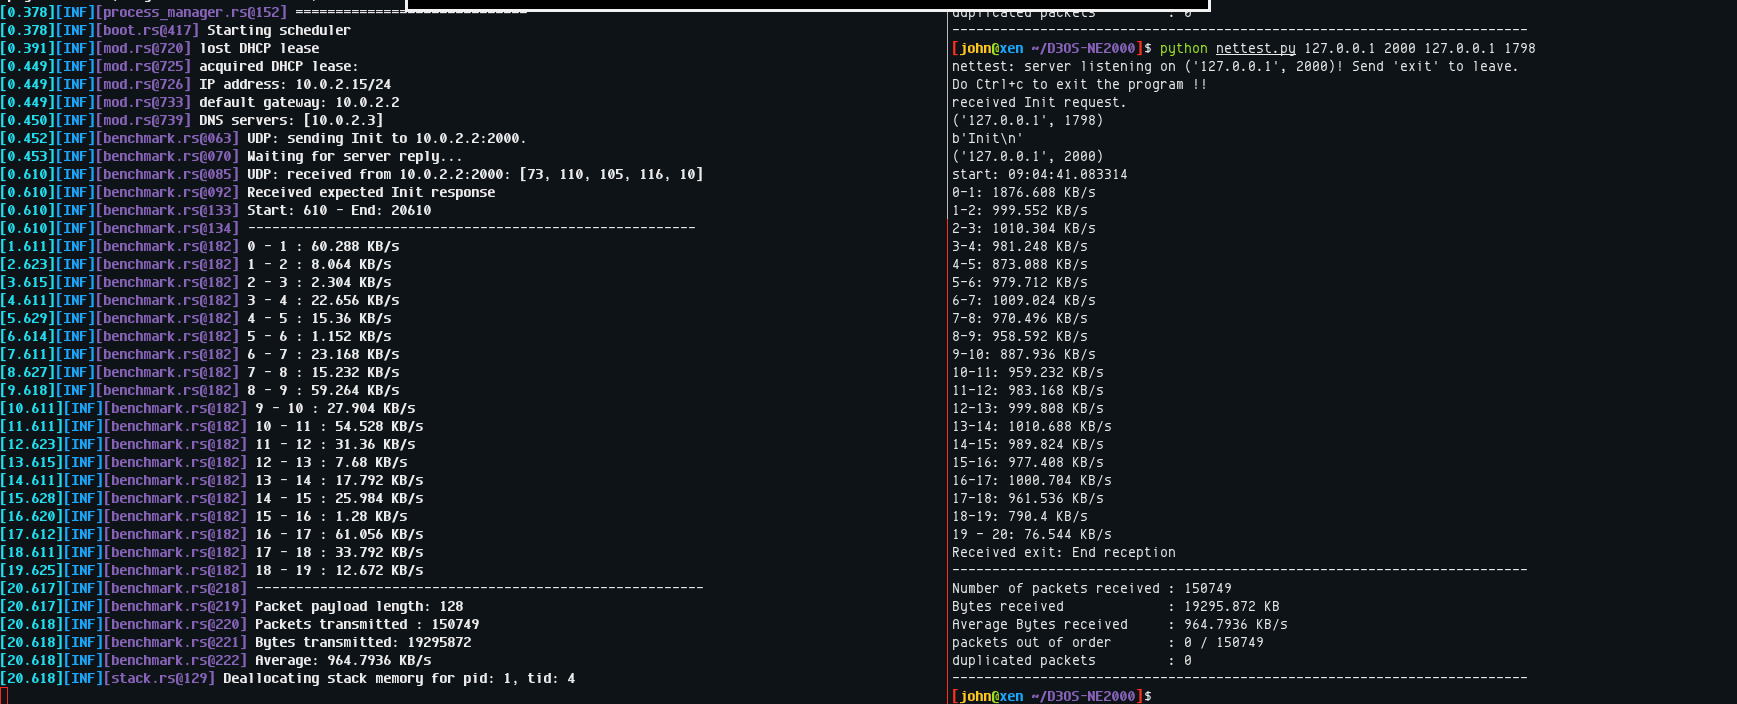 [0.378][INF][process_manager.rs@152] =============================
[0.378][INF][boot.rs@417] Starting scheduler
[0.391][INF][mod.rs@720] lost DHCP lease
[0.449][INF][mod.rs@725] acquired DHCP lease:
[0.449][INF][mod.rs@726] IP address: 10.0.2.15/24
[0.449][INF][mod.rs@733] default gateway: 10.0.2.2
[0.450][INF][mod.rs@739] DNS servers: [10.0.2.3]
[0.452][INF][benchmark.rs@063] UDP: sending Init to 10.0.2.2:2000.
[0.453][INF][benchmark.rs@070] Waiting for server reply...
[0.610][INF][benchmark.rs@085] UDP: received from 10.0.2.2:2000: [73, 110, 105, 116, 10]
[0.610][INF][benchmark.rs@092] Received expected Init response
[0.610][INF][benchmark.rs@133] Start: 610 - End: 20610
[0.610][INF][benchmark.rs@134] --------------------------------------------------------
[1.611][INF][benchmark.rs@182] 0 - 1 : 60.288 KB/s
[2.623][INF][benchmark.rs@182] 1 - 2 : 8.064 KB/s
[3.615][INF][benchmark.rs@182] 2 - 3 : 2.304 KB/s
[4.611][INF][benchmark.rs@182] 3 - 4 : 22.656 KB/s
[5.629][INF][benchmark.rs@182] 4 - 5 : 15.36 KB/s
[6.614][INF][benchmark.rs@182] 5 - 6 : 1.152 KB/s
[7.611][INF][benchmark.rs@182] 6 - 7 : 23.168 KB/s
[8.627][INF][benchmark.rs@182] 7 - 8 : 15.232 KB/s
[9.618][INF][benchmark.rs@182] 8 - 9 : 59.264 KB/s
[10.611][INF][benchmark.rs@182] 9 - 10 : 27.904 KB/s
[11.611][INF][benchmark.rs@182] 10 - 11 : 54.528 KB/s
[12.623][INF][benchmark.rs@182] 11 - 12 : 31.36 KB/s
[13.615][INF][benchmark.rs@182] 12 - 13 : 7.68 KB/s
[14.611][INF][benchmark.rs@182] 13 - 14 : 17.792 KB/s
[15.628][INF][benchmark.rs@182] 14 - 15 : 25.984 KB/s
[16.620][INF][benchmark.rs@182] 15 - 16 : 1.28 KB/s
[17.612][INF][benchmark.rs@182] 16 - 17 : 61.056 KB/s
[18.611][INF][benchmark.rs@182] 17 - 18 : 33.792 KB/s
[19.625][INF][benchmark.rs@182] 18 - 19 : 12.672 KB/s
[20.617][INF][benchmark.rs@218] --------------------------------------------------------
[20.617][INF][benchmark.rs@219] Packet payload length: 128
[20.618][INF][benchmark.rs@220] Packets transmitted : 150749
[20.618][INF][benchmark.rs@221] Bytes transmitted: 19295872
[20.618][INF][benchmark.rs@222] Average: 964.7936 KB/s
[20.618][INF][stack.rs@129] Deallocating stack memory for pid: 1, tid: 4
duplicated packets : 0
------------------------------------------------------------------------
[john@xen ~/D3OS-NE2000]$ python nettest.py 127.0.0.1 2000 127.0.0.1 1798
nettest: server listening on ('127.0.0.1', 2000)! Send 'exit' to leave.
Do Ctrl+c to exit the program !!
received Init request.
('127.0.0.1', 1798)
b'Init\n'
('127.0.0.1', 2000)
start: 09:04:41.083314
0-1: 1876.608 KB/s
1-2: 999.552 KB/s
2-3: 1010.304 KB/s
3-4: 981.248 KB/s
4-5: 873.088 KB/s
5-6: 979.712 KB/s
6-7: 1009.024 KB/s
7-8: 970.496 KB/s
8-9: 958.592 KB/s
9-10: 887.936 KB/s
10-11: 959.232 KB/s
11-12: 983.168 KB/s
12-13: 999.808 KB/s
13-14: 1010.688 KB/s
14-15: 989.824 KB/s
15-16: 977.408 KB/s
16-17: 1000.704 KB/s
17-18: 961.536 KB/s
18-19: 790.4 KB/s
19 - 20: 76.544 KB/s
Received exit: End reception
------------------------------------------------------------------------
Number of packets received : 150749
Bytes received : 19295.872 KB
Average Bytes received : 964.7936 KB/s
packets out of order : 0 / 150749
duplicated packets : 0
------------------------------------------------------------------------
[john@xen ~/D3OS-NE2000]$